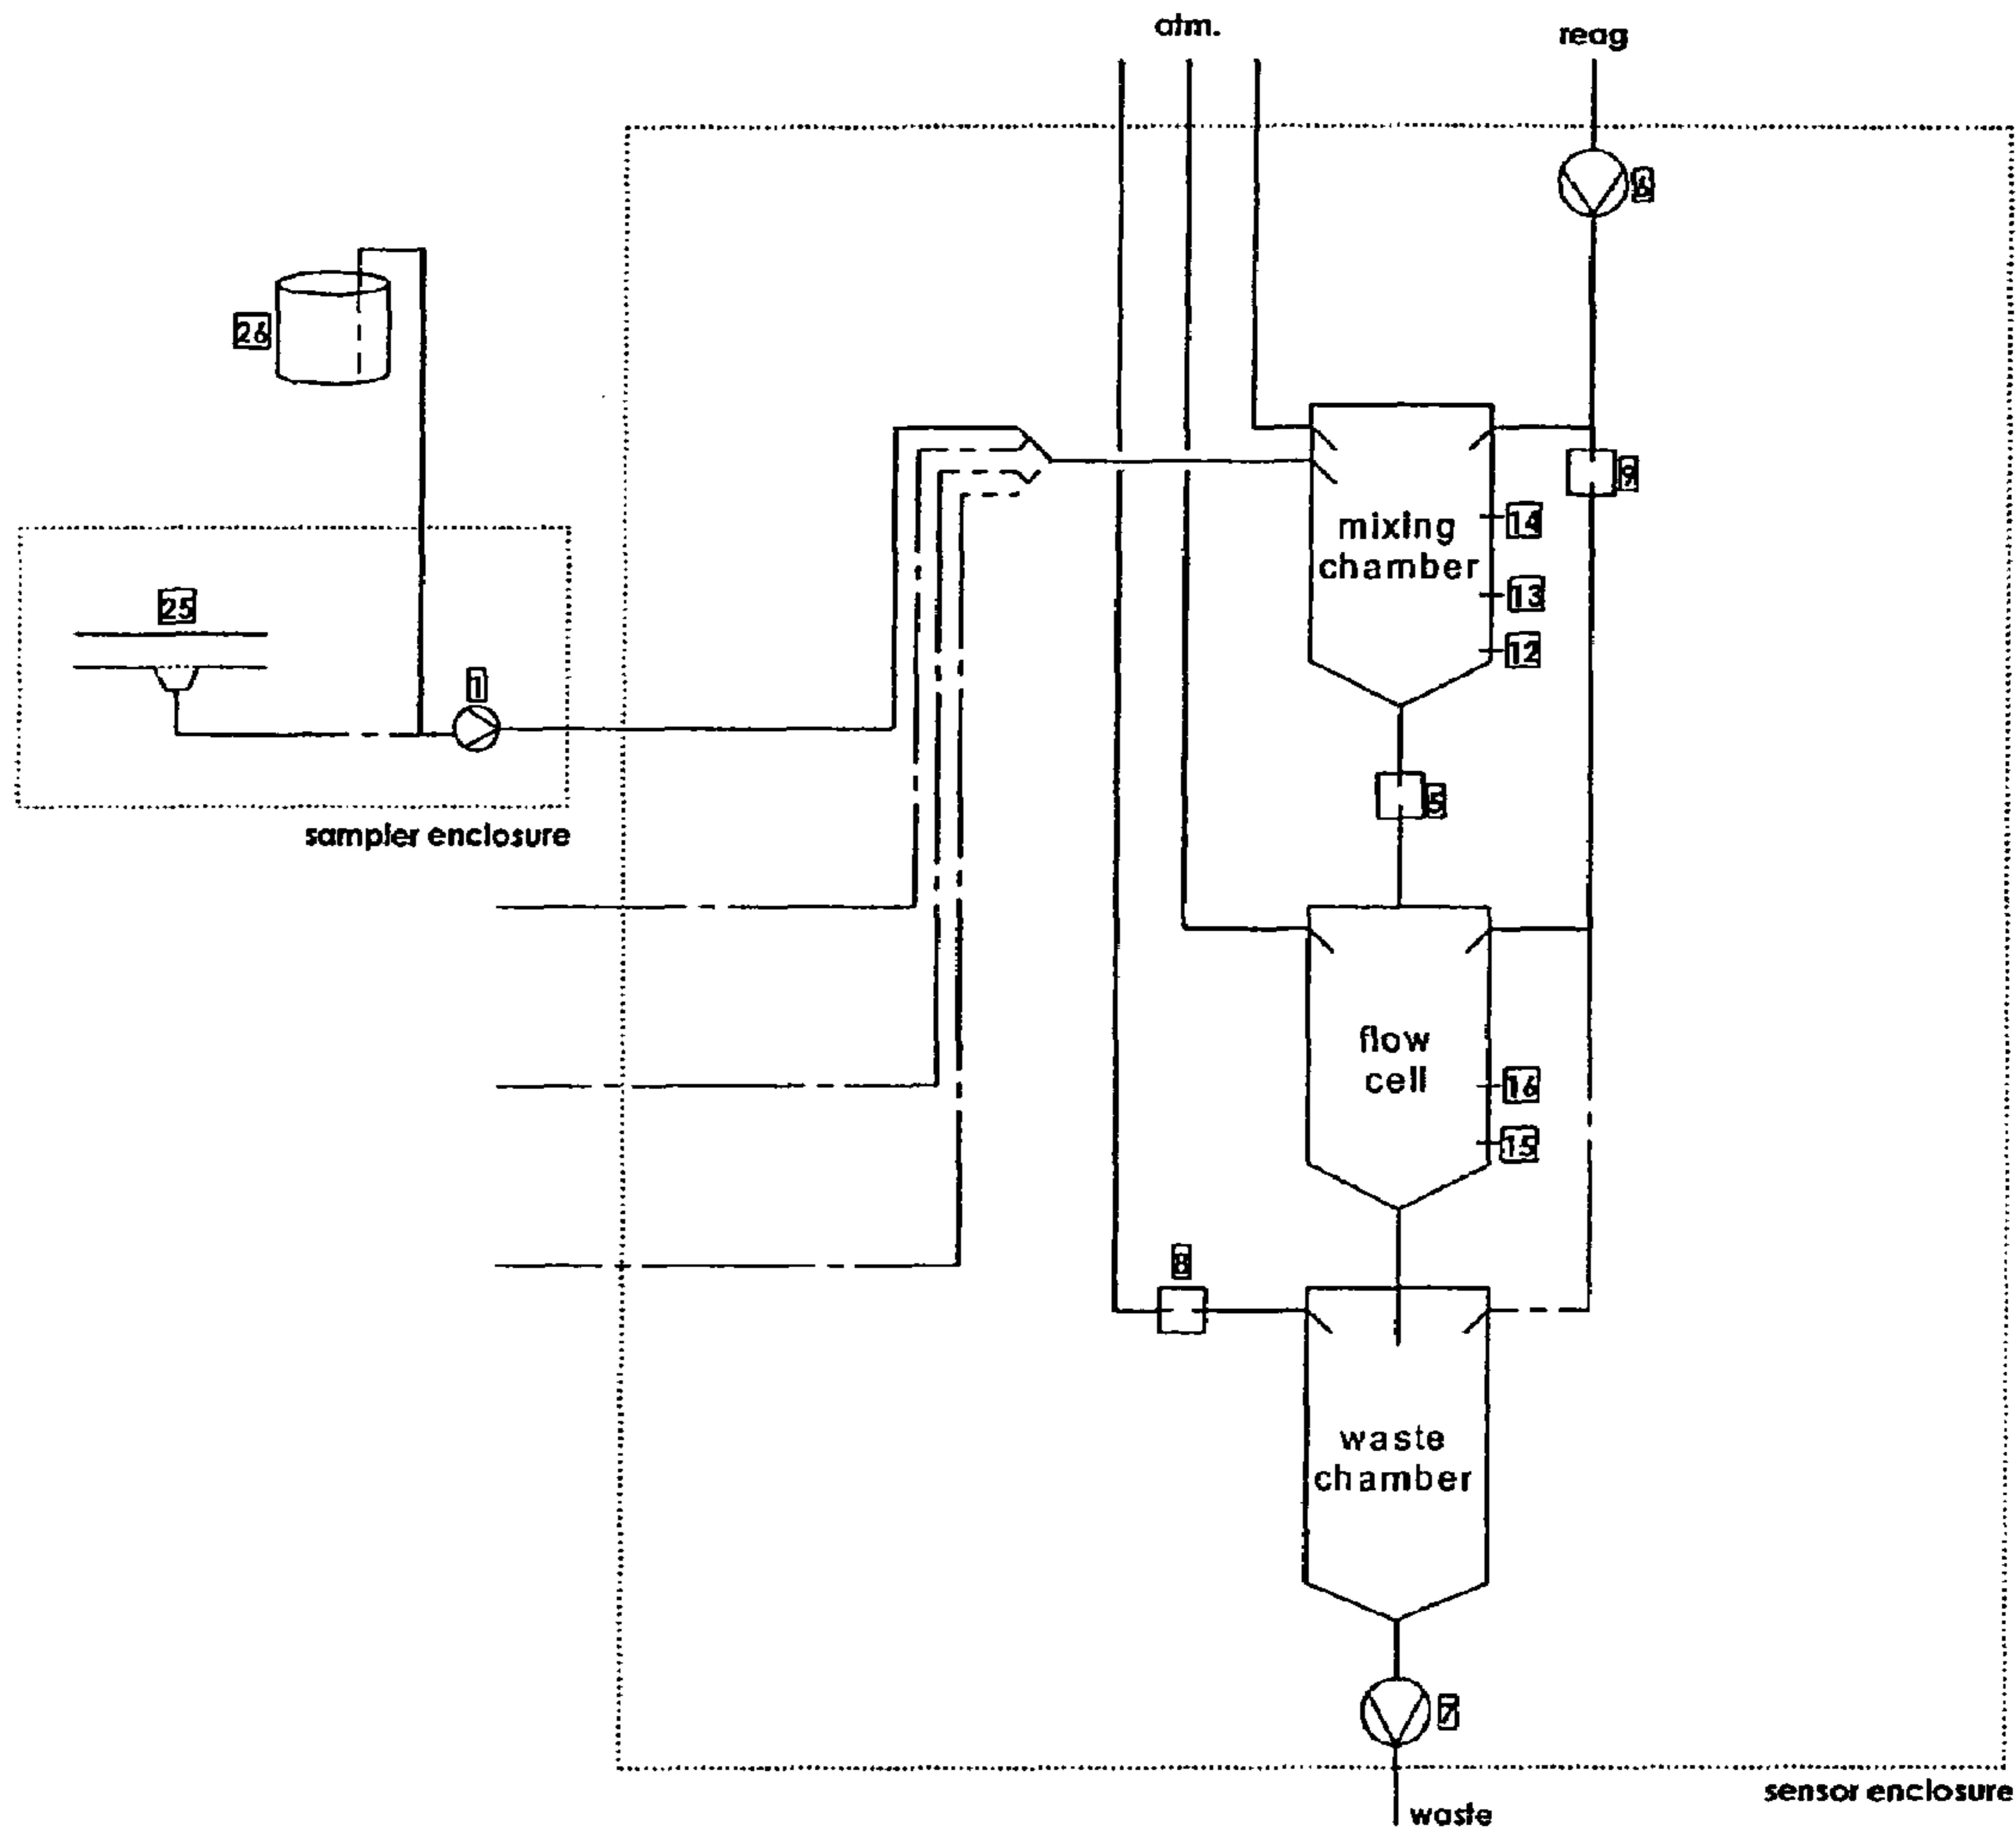 atm.
reag
6
26
9
14
mixing
chamber
13
25
12
1
5
sampler enclosure
flow
cell
16
15
8
waste
chamber
7
sensor enclosure
waste